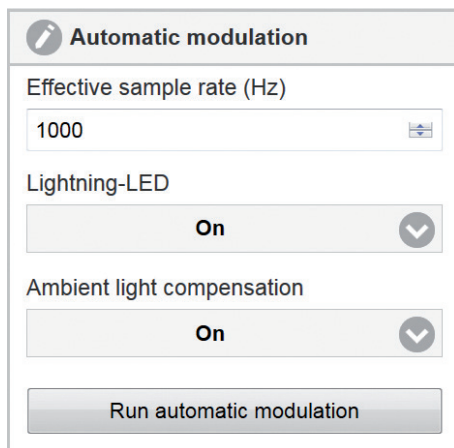 Automatic modulation
Effective sample rate (Hz)
1000
Lightning-LED
On
Ambient light compensation
On
Run automatic modulation